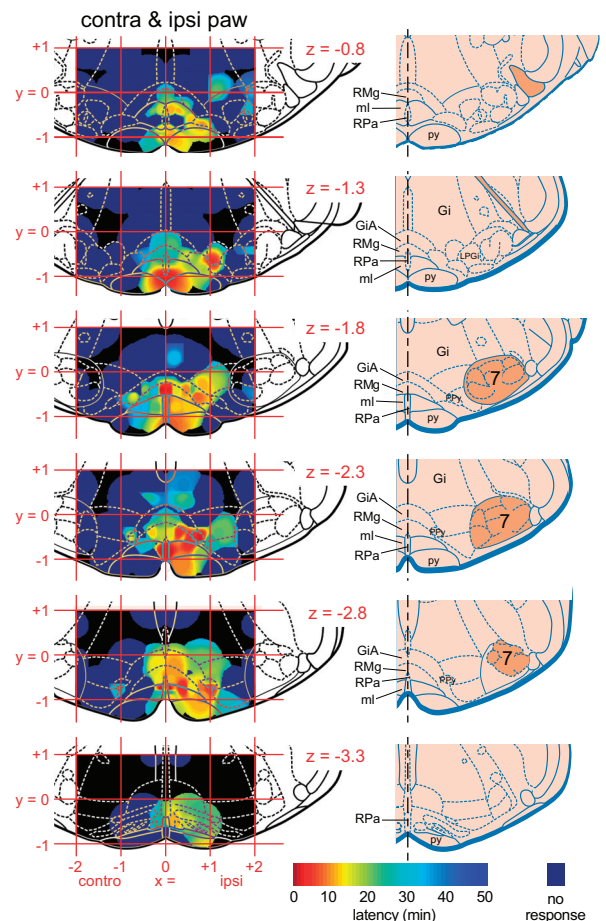 contra & ipsi paw
+1
z = -0.8
y = 0
-1
RMg
ml
RPa
py
+1
z = -1.3
y = 0
-1
Gi
GiA
RMg
RPa
ml
LPGi
py
+1
z = -1.8
y = 0
-1
Gi
GiA
RMg
ml
RPa
PPy
7
py
+1
z = -2.3
y = 0
-1
Gi
GiA
RMg
ml
RPa
PPy
7
py
+1
z = -2.8
y = 0
-1
GiA
RMg
RPa
ml
PPy
7
+1
z = -3.3
y = 0
-1
RPa
py
-2 -1 0 +1 +2
contro x = ipsi
0 10 20 30 40 50
latency (min)
no
response